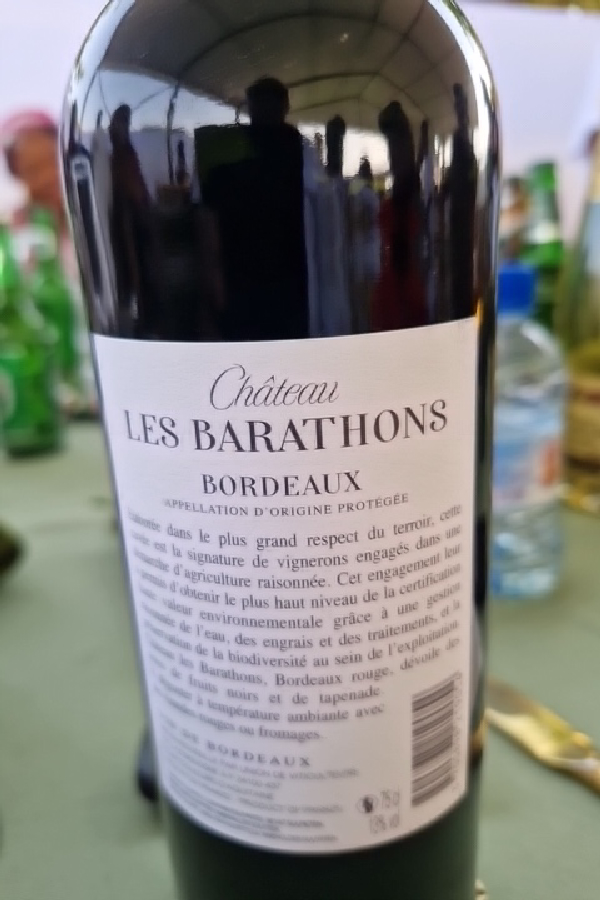 Château
LES BARATHONS
BORDEAUX
APPELLATION D'ORIGINE PROTÉGÉE
dans le plus grand respect du terroir, cette
est la signature de vignerons engagés dans une
d'agriculture raisonnée. Cet engagement leur
d'obtenir le plus haut niveau de la certification
valeur environnementale grâce à une gestion
de l'eau, des engrais et des traitements, et la
de la biodiversité au sein de l'exploitation.
les Barathons, Bordeaux rouge, dévoile des
de fruits noirs et de tapenade
à température ambiante avec
rouges ou fromages.
DE BORDEAUX
75 cl